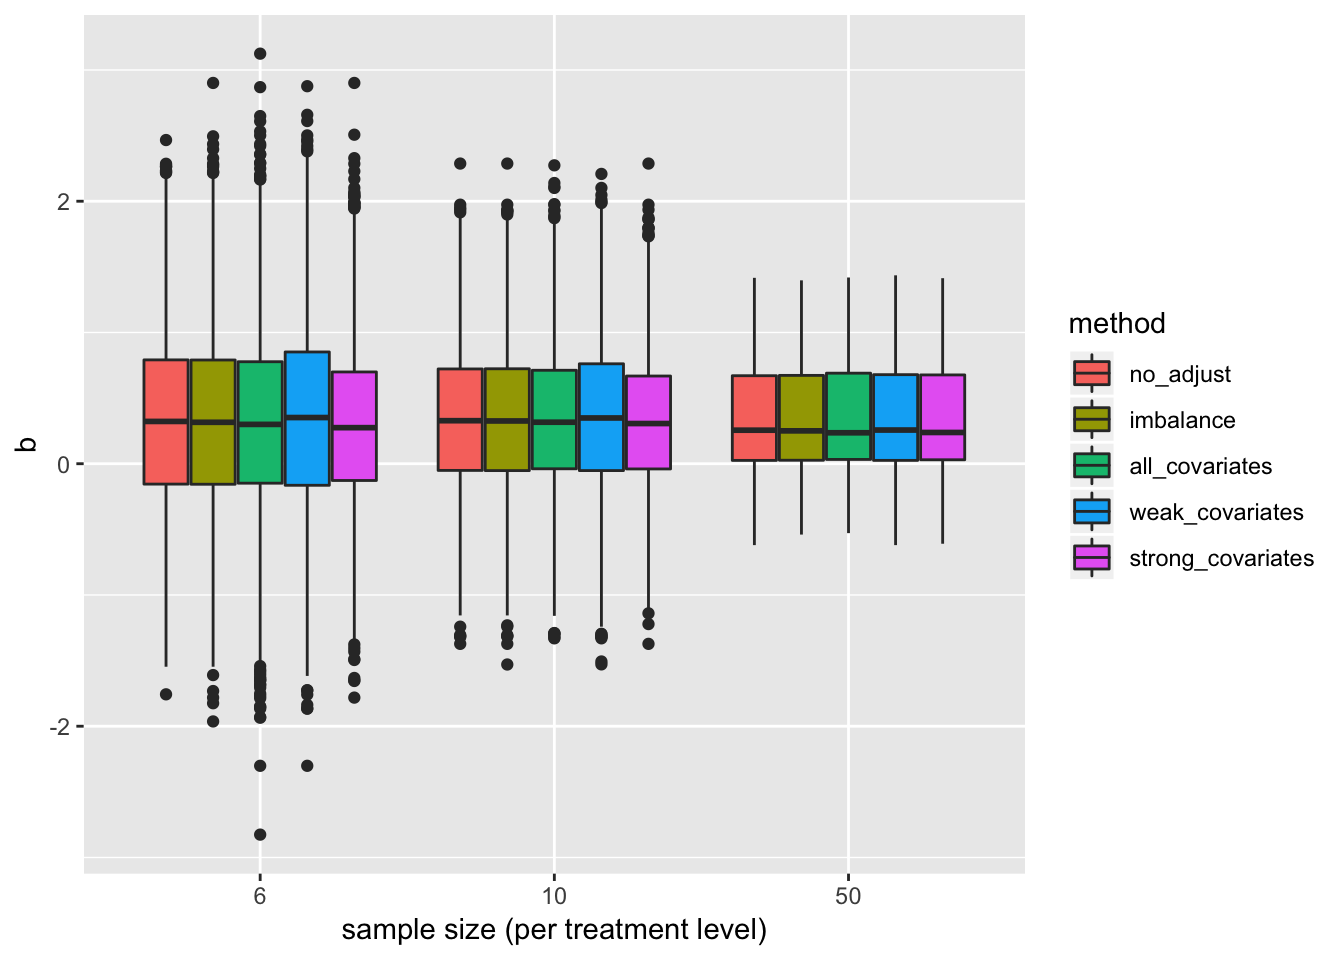 2
0
-2
b
6
10
50
sample size (per treatment level)
method
no_adjust
imbalance
all_covariates
weak_covariates
strong_covariates